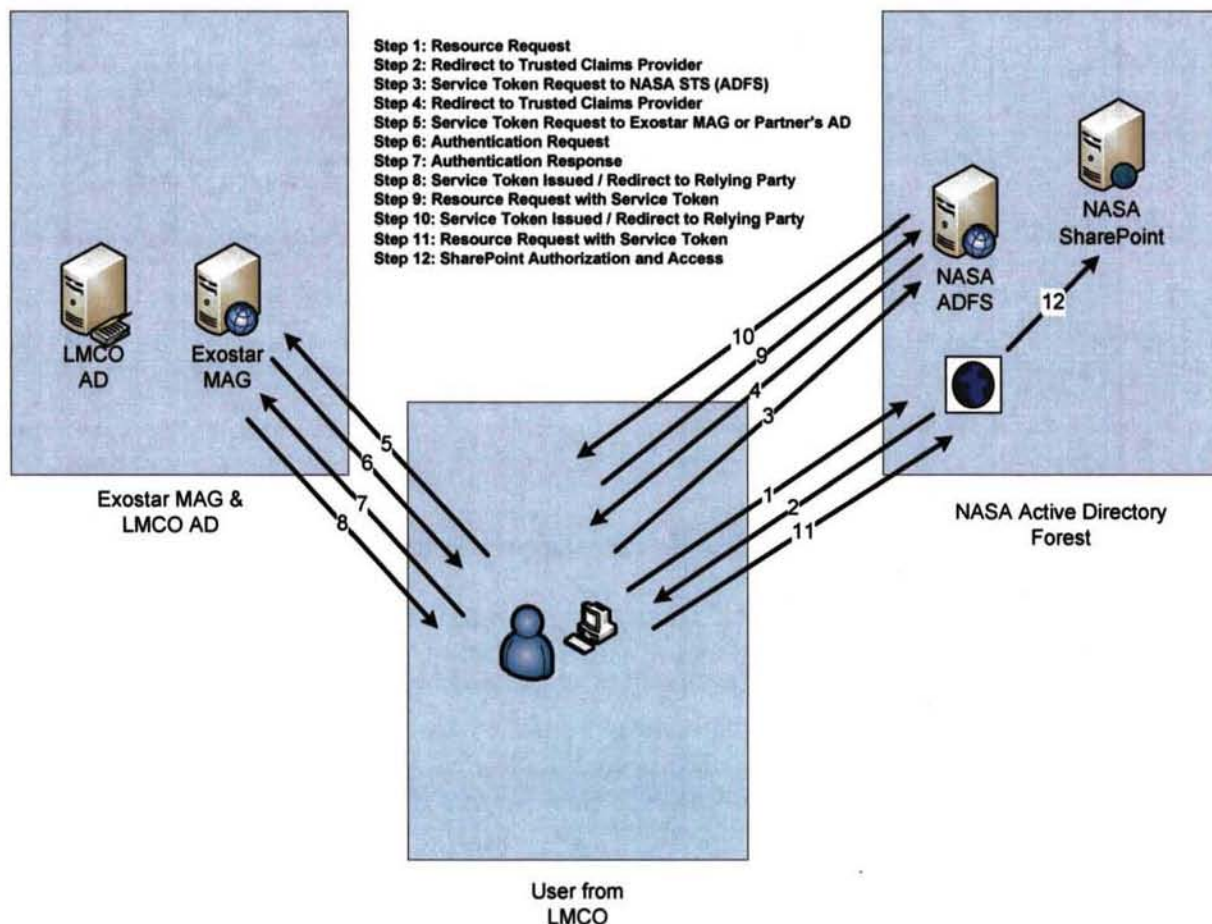 Step 1: Resource Request
Step 2: Redirect to Trusted Claims Provider
Step 3: Service Token Request to NASA STS (ADFS)
Step 4: Redirect to Trusted Claims Provider
Step 5: Service Token Request to Exostar MAG or Partner's AD
Step 6: Authentication Request
Step 7: Authentication Response
Step 8: Service Token Issued / Redirect to Relying Party
Step 9: Resource Request with Service Token
Step 10: Service Token Issued / Redirect to Relying Party
Step 11: Resource Request with Service Token
Step 12: SharePoint Authorization and Access
LMCO
AD
Exostar
MAG
NASA
ADFS
NASA
SharePoint
12
10
9
4
3
5
6
7
8
1
2
11
Exostar MAG &
LMCO AD
NASA Active Directory
Forest
User from
LMCO